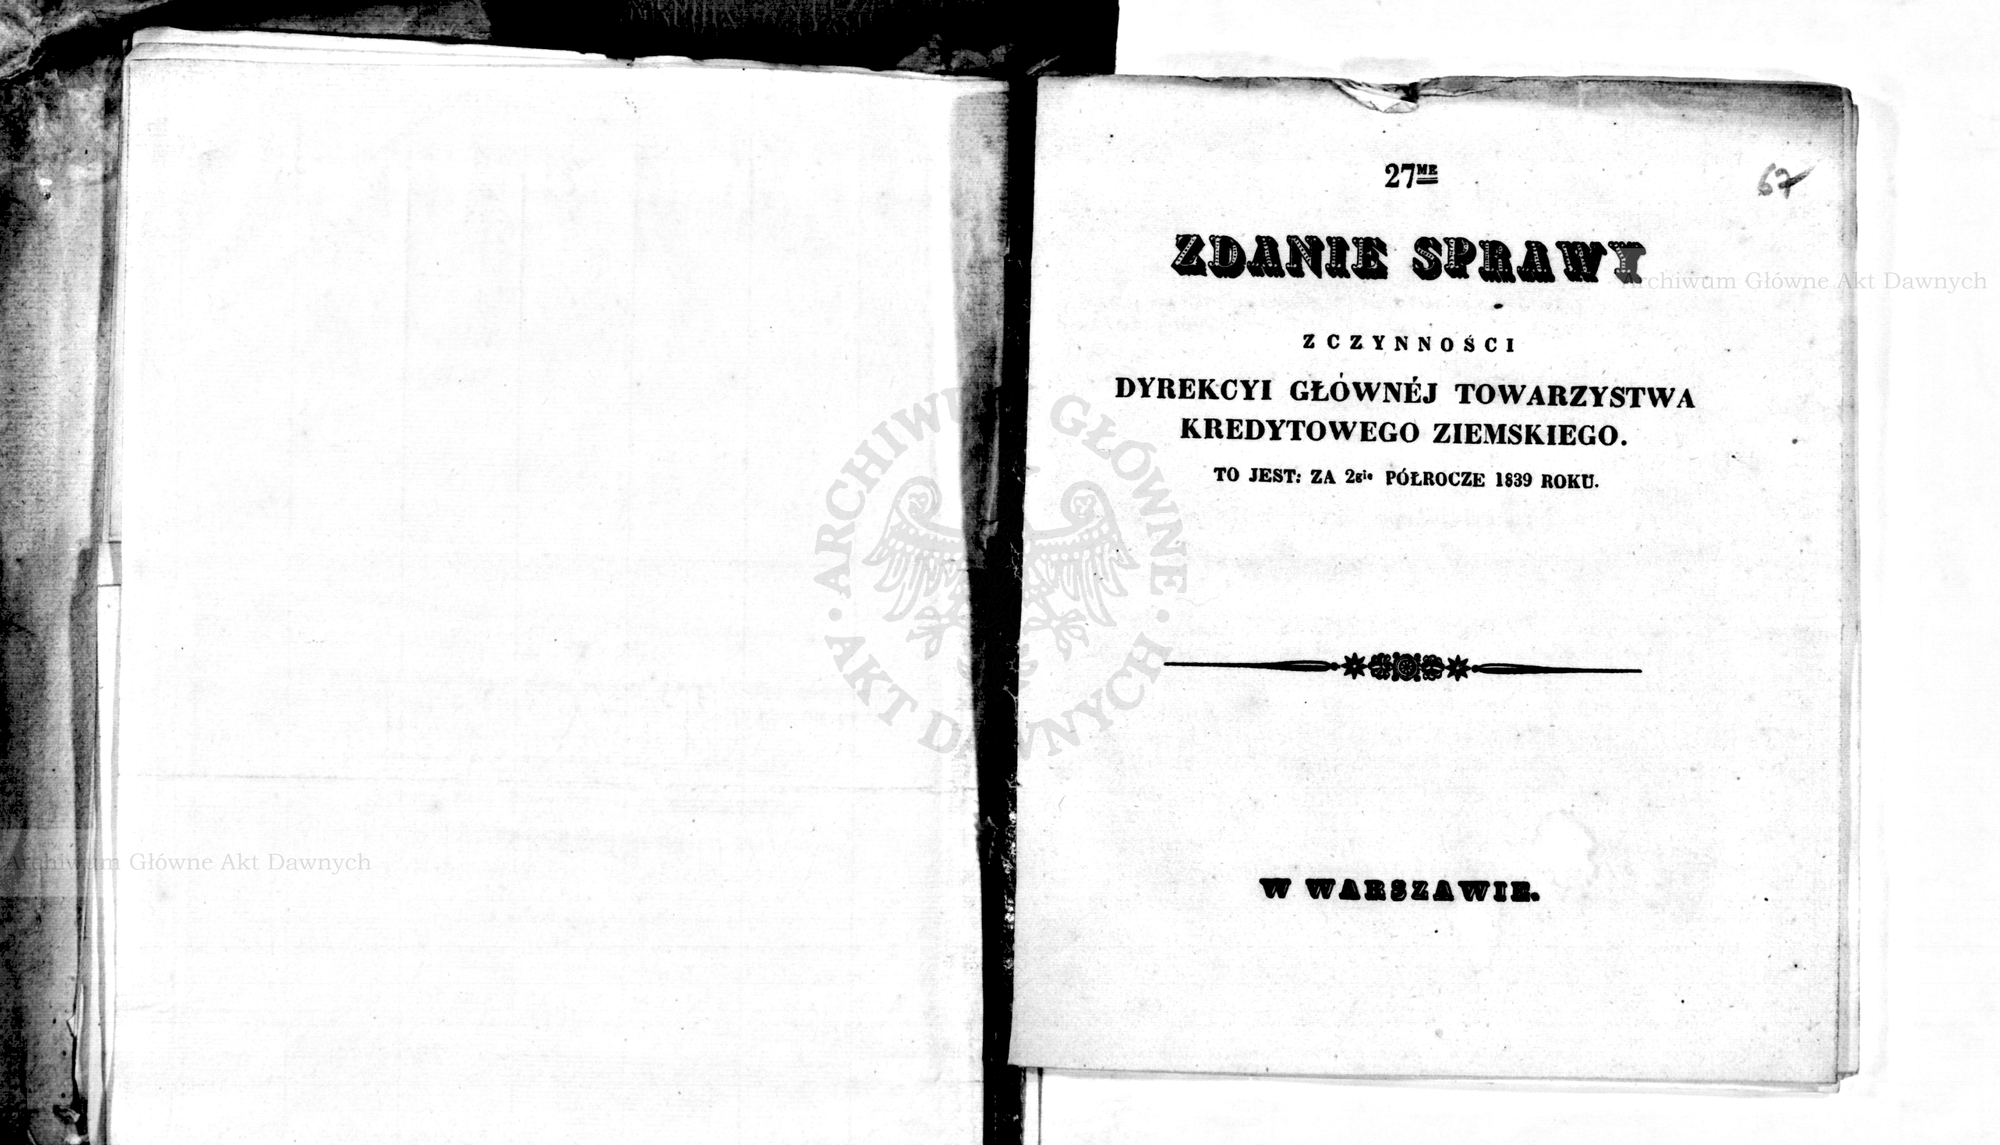 27ME
67
ZDANIE SPRAWY
Z CZYNNOŚCI
DYREKCYI GŁÓWNÉJ TOWARZYSTWA
KREDYTOWEGO ZIEMSKIEGO.
TO JEST: ZA 2gie PÓŁROCZE 1839 ROKU.
W WARSZAWIE.
Archiwum Główne Akt Dawnych
Archiwum Główne Akt Dawnych
ARCHIWUM GŁÓWNE · AKT DAWNYCH ·